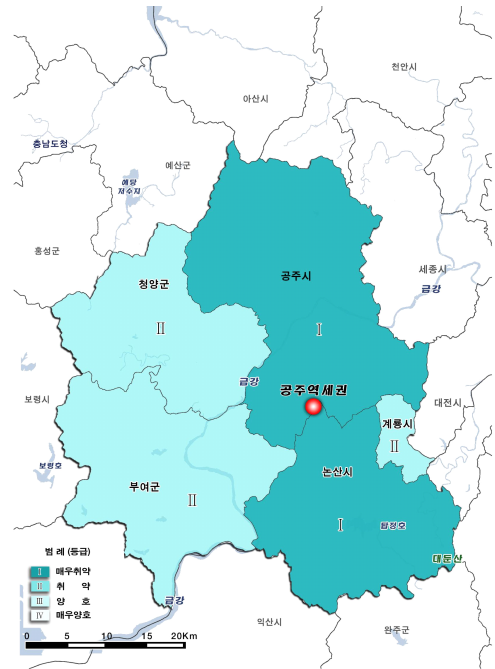 천안시
아산시
충남도청
예산군
예당
저수지
홍성군
세종시
금강
청양군
공주시
Ⅱ
Ⅰ
금강
공주역세권
보령시
대전시
계룡시
Ⅱ
보령호
논산시
부여군
Ⅱ
Ⅰ
탑정호
대둔산
범 례 (등급)
Ⅰ 매우취약
Ⅱ 취 약
Ⅲ 양 호
Ⅳ 매우양호
금강
익산시
완주군
0 5 10 15 20Km